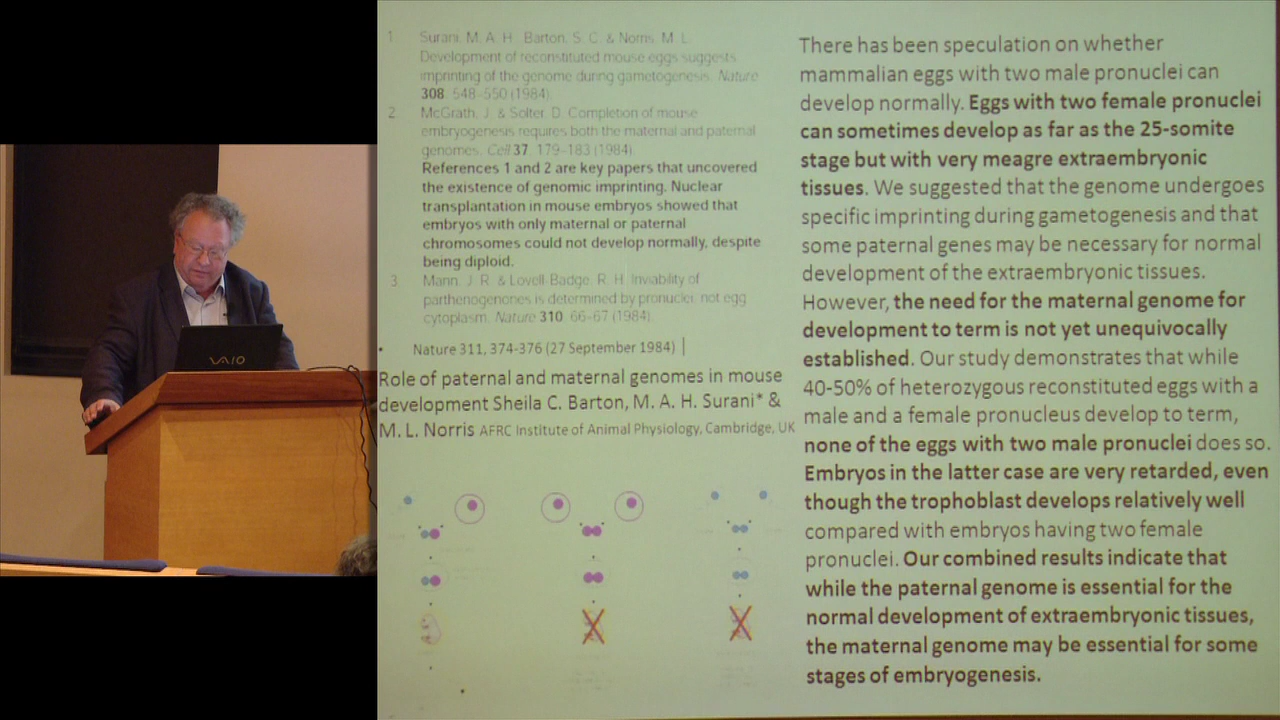 1. Surani, M. A. H., Barton, S. C. & Norris, M. L.
Development of reconstituted mouse eggs suggests
imprinting of the genome during gametogenesis. Nature
308, 548–550 (1984).
2. McGrath, J. & Solter, D. Completion of mouse
embryogenesis requires both the maternal and paternal
genomes. Cell 37, 179–183 (1984).
References 1 and 2 are key papers that uncovered
the existence of genomic imprinting. Nuclear
transplantation in mouse embryos showed that
embryos with only maternal or paternal
chromosomes could not develop normally, despite
being diploid.
3. Mann, J. R. & Lovell-Badge, R. H. Inviability of
parthenogenones is determined by pronuclei, not egg
cytoplasm. Nature 310, 66–67 (1984).
• Nature 311, 374-376 (27 September 1984) |
Role of paternal and maternal genomes in mouse
development Sheila C. Barton, M. A. H. Surani* &
M. L. Norris AFRC Institute of Animal Physiology, Cambridge, UK
There has been speculation on whether
mammalian eggs with two male pronuclei can
develop normally. Eggs with two female pronuclei
can sometimes develop as far as the 25-somite
stage but with very meagre extraembryonic
tissues. We suggested that the genome undergoes
specific imprinting during gametogenesis and that
some paternal genes may be necessary for normal
development of the extraembryonic tissues.
However, the need for the maternal genome for
development to term is not yet unequivocally
established. Our study demonstrates that while
40-50% of heterozygous reconstituted eggs with a
male and a female pronucleus develop to term,
none of the eggs with two male pronuclei does so.
Embryos in the latter case are very retarded, even
though the trophoblast develops relatively well
compared with embryos having two female
pronuclei. Our combined results indicate that
while the paternal genome is essential for the
normal development of extraembryonic tissues,
the maternal genome may be essential for some
stages of embryogenesis.
VAIO